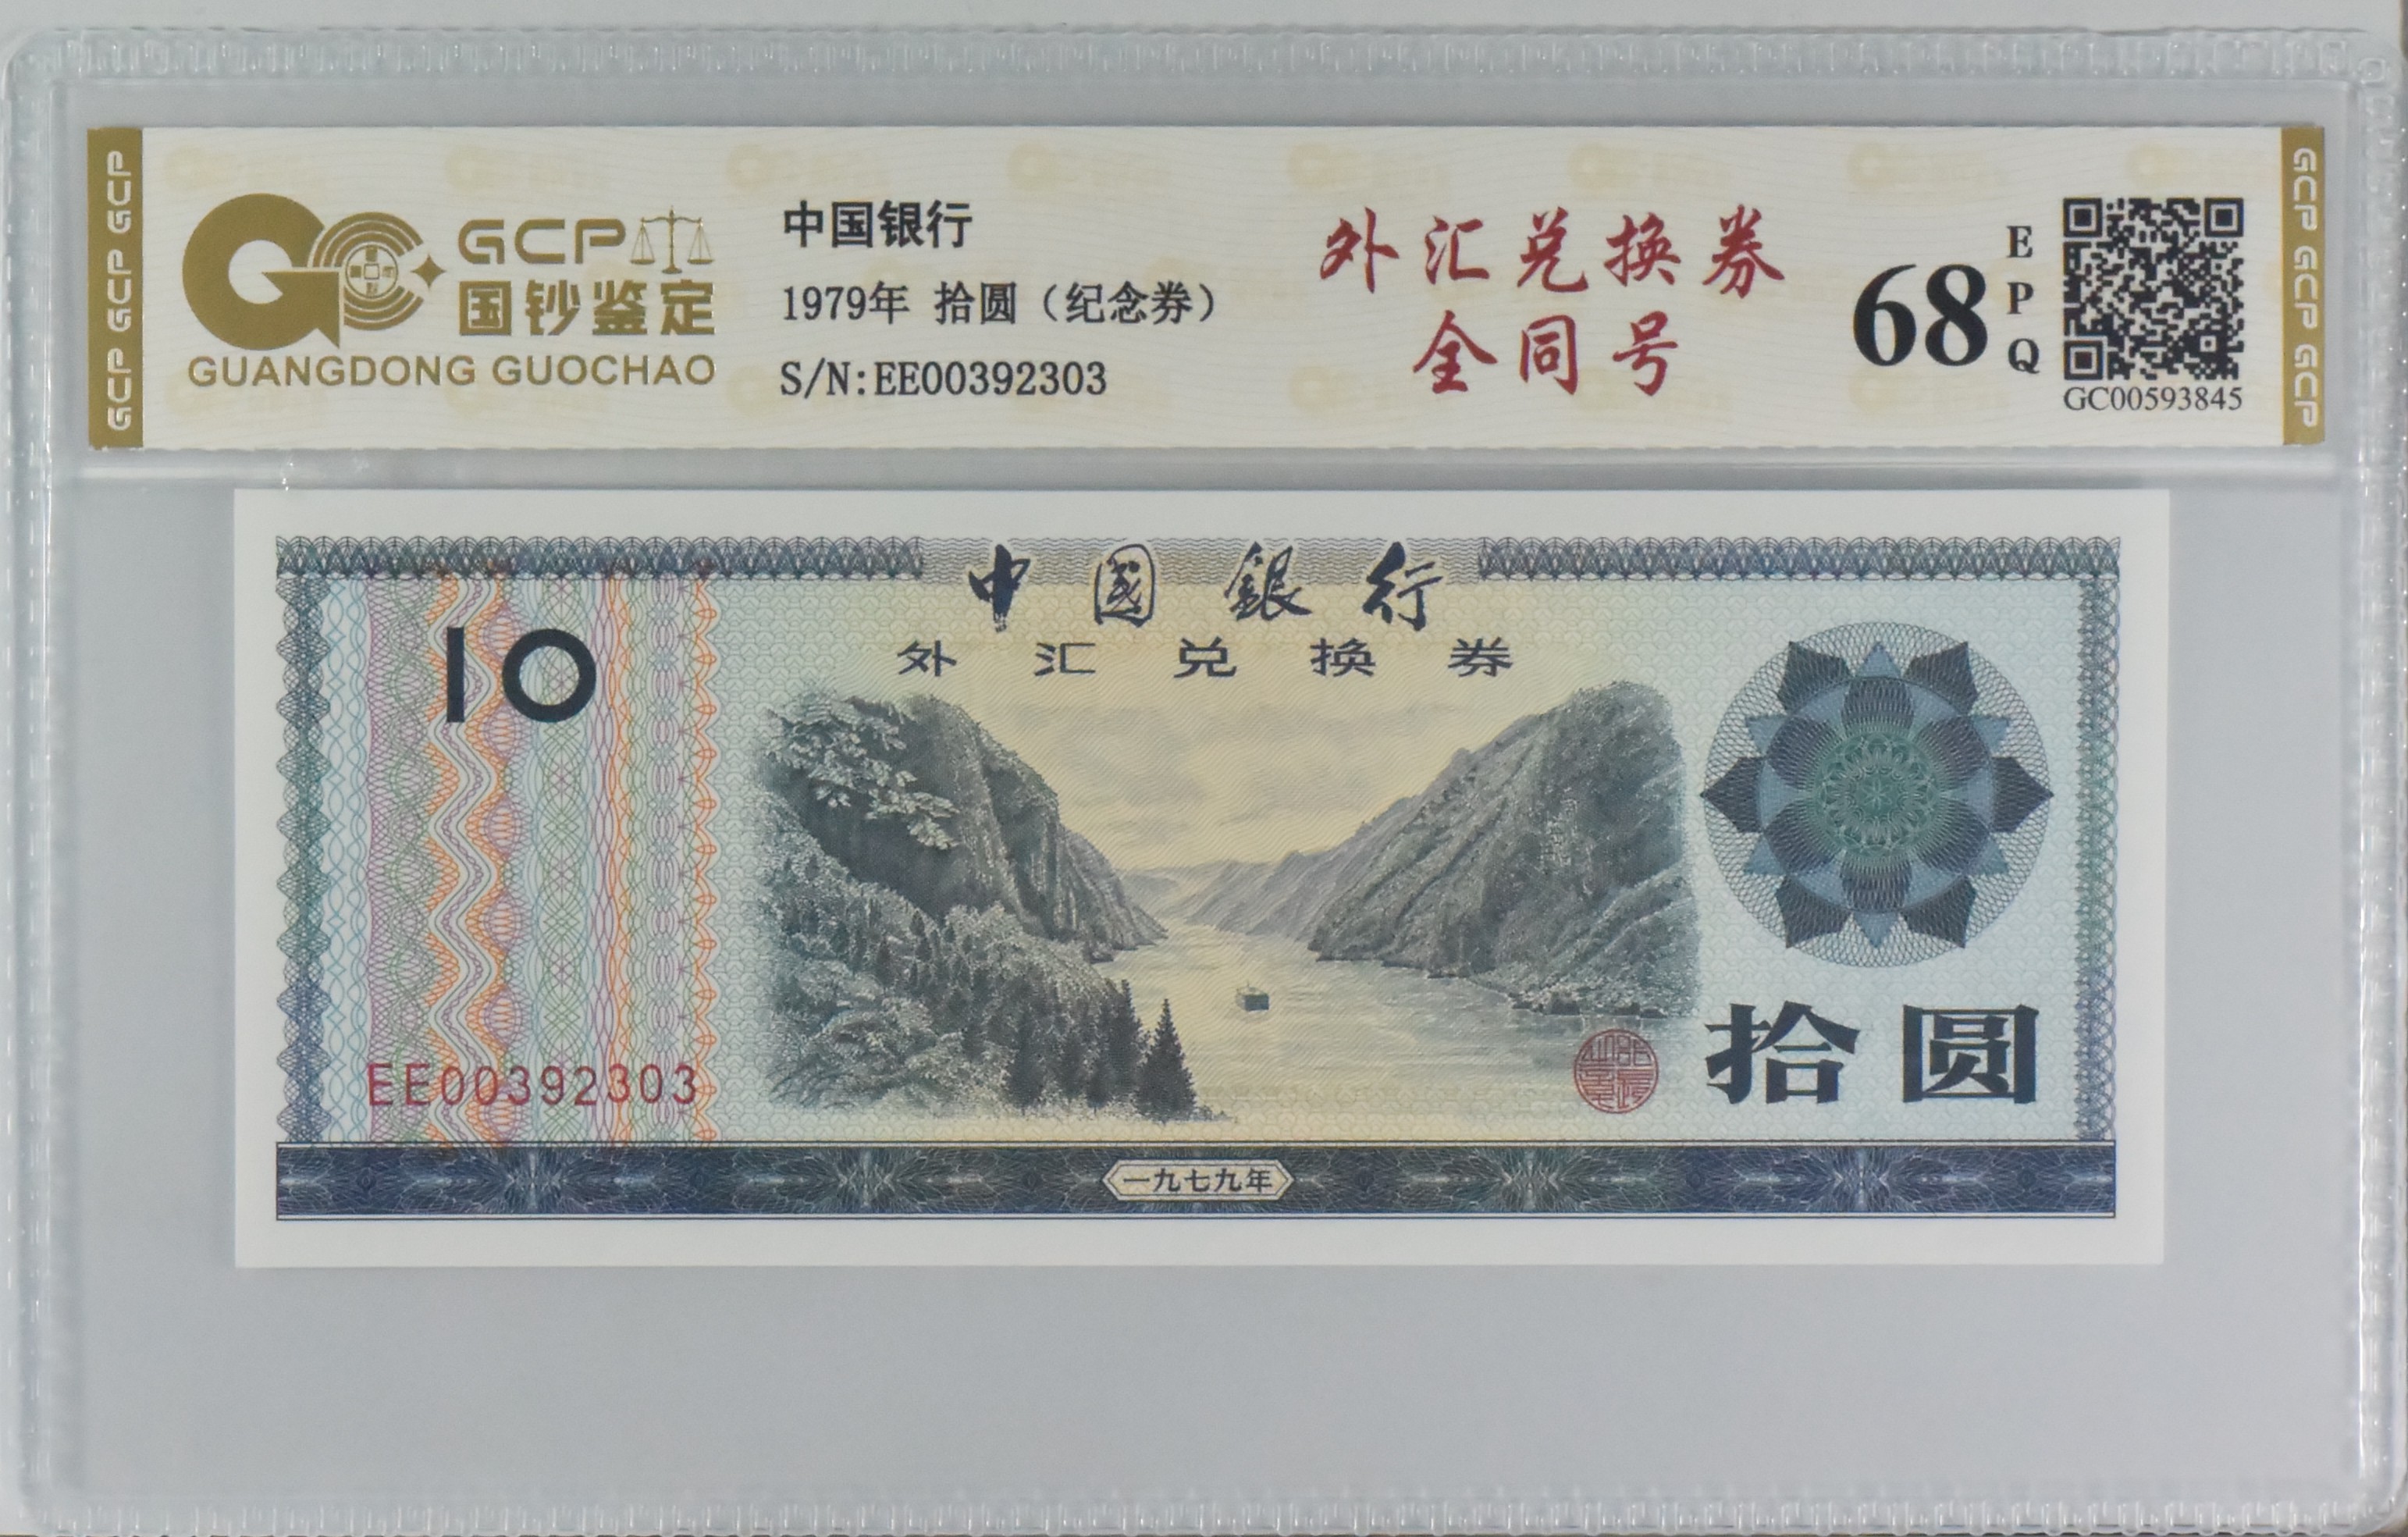 GCP GCP GCP
GCP
国钞鉴定
GUANGDONG GUOCHAO
中国银行
1979年 拾圆（纪念券）
S/N:EE00392303
外汇兑换券
全同号
68
EPQ
GC00593845
GCP GCP GCP
中國銀行
外汇兑换券
10
EE00392303
拾圆
一九七九年